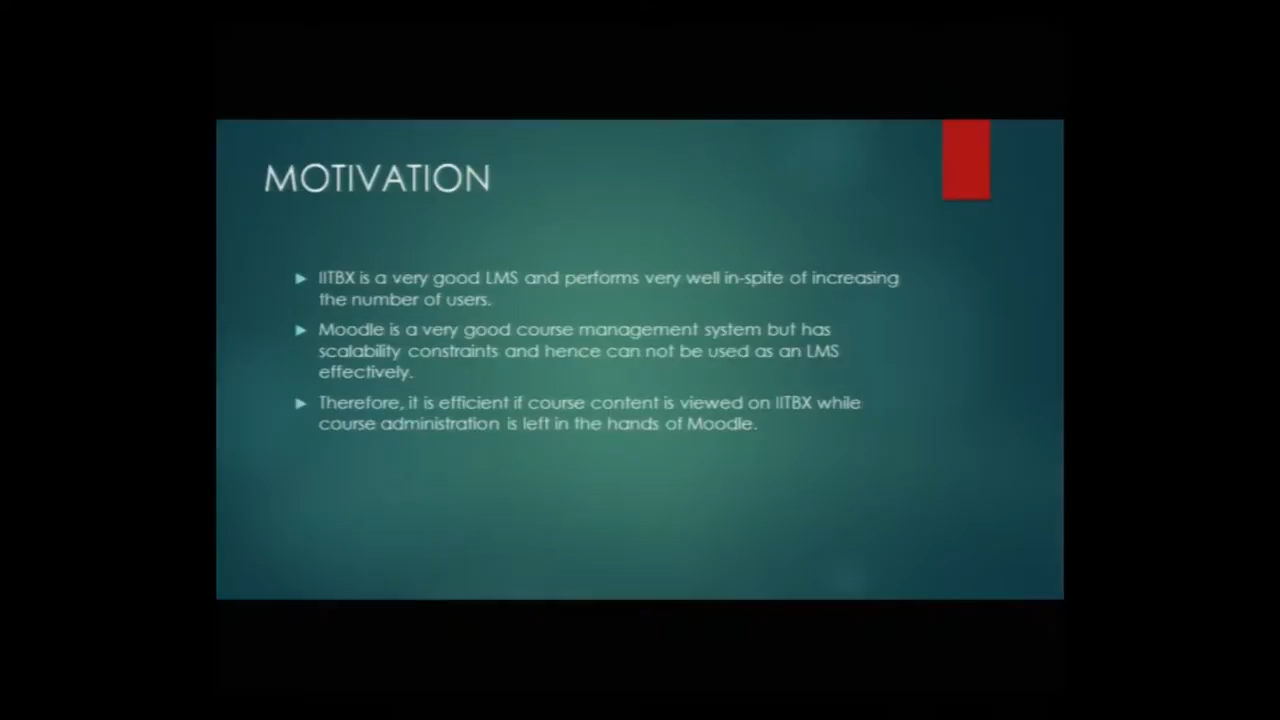 MOTIVATION
IITBX is a very good LMS and performs very well in-spite of increasing
the number of users.
Moodle is a very good course management system but has
scalability constraints and hence can not be used as an LMS
effectively.
Therefore, it is efficient if course content is viewed on IITBX while
course administration is left in the hands of Moodle.